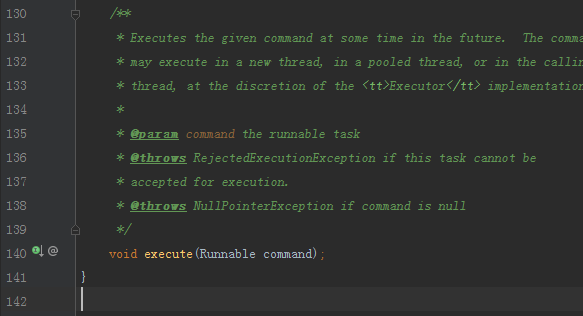 130 /**
131 * Executes the given command at some time in the future.  The
132 * may execute in a new thread, in a pooled thread, or in the
133 * thread, at the discretion of the <tt>Executor</tt> implementation
134 *
135 * @param command the runnable task
136 * @throws RejectedExecutionException if this task cannot be
137 * accepted for execution.
138 * @throws NullPointerException if command is null
139 */
140 void execute(Runnable command);
141 }
142